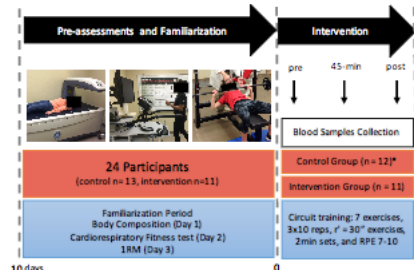 Pre-assessments and Familiarization
Intervention
pre
45-min
post
Blood Samples Collection
24 Participants
(control n= 13, intervention n=11)
Control Group (n = 12)*
Intervention Group (n = 11)
Familiarization Period
Body Composition (Day 1)
Cardiorespiratory Fitness test (Day 2)
1RM (Day 3)
Circuit training: 7 exercises,
3x10 reps, r' = 30" exercises,
2min sets, and RPE 7-10
10 days
0